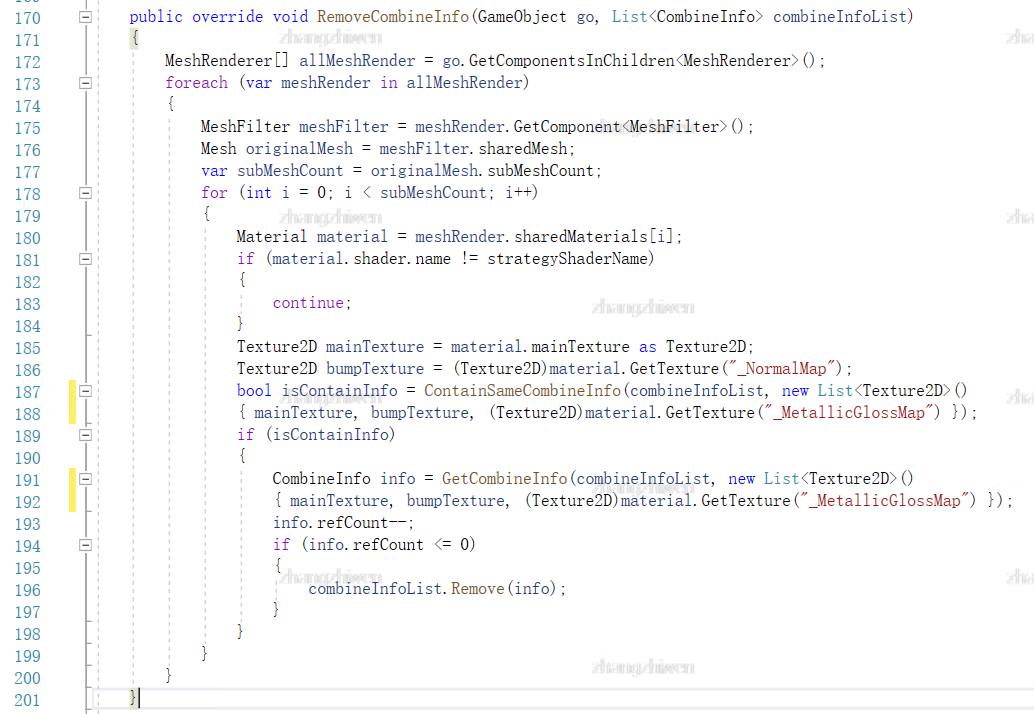 170 public override void RemoveCombineInfo(GameObject go, List<CombineInfo> combineInfoList)
171 {
172 MeshRenderer[] allMeshRender = go.GetComponentsInChildren<MeshRenderer>();
173 foreach (var meshRender in allMeshRender)
174 {
175 MeshFilter meshFilter = meshRender.GetComponent<MeshFilter>();
176 Mesh originalMesh = meshFilter.sharedMesh;
177 var subMeshCount = originalMesh.subMeshCount;
178 for (int i = 0; i < subMeshCount; i++)
179 {
180 Material material = meshRender.sharedMaterials[i];
181 if (material.shader.name != strategyShaderName)
182 {
183 continue;
184 }
185 Texture2D mainTexture = material.mainTexture as Texture2D;
186 Texture2D bumpTexture = (Texture2D)material.GetTexture("_NormalMap");
187 bool isContainInfo = ContainSameCombineInfo(combineInfoList, new List<Texture2D>()
188 { mainTexture, bumpTexture, (Texture2D)material.GetTexture("_MetallicGlossMap") });
189 if (isContainInfo)
190 {
191 CombineInfo info = GetCombineInfo(combineInfoList, new List<Texture2D>()
192 { mainTexture, bumpTexture, (Texture2D)material.GetTexture("_MetallicGlossMap") });
193 info.refCount--;
194 if (info.refCount <= 0)
195 {
196 combineInfoList.Remove(info);
197 }
198 }
199 }
200 }
201 }
zhangzhiwen